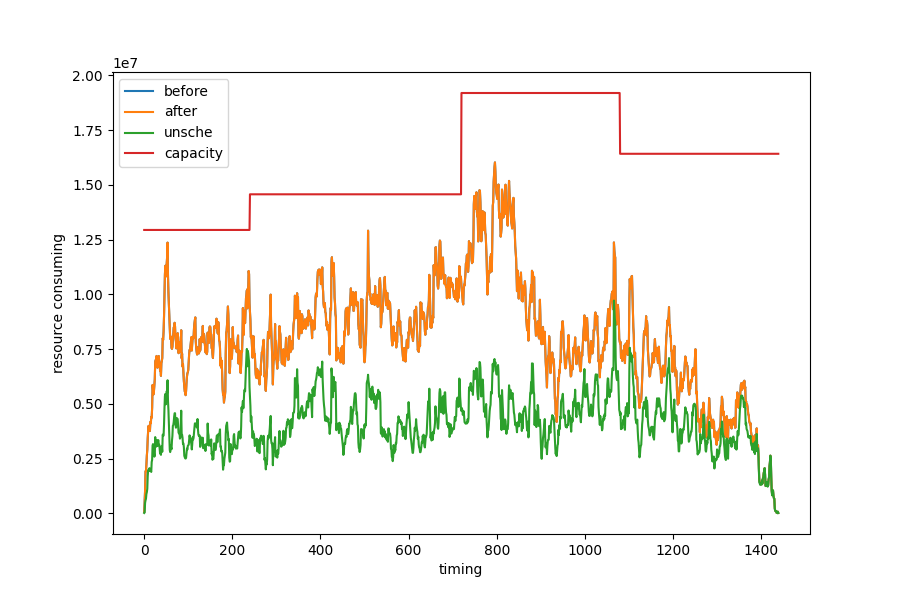 1e7
2.00
1.75
1.50
1.25
1.00
0.75
0.50
0.25
0.00
resource consuming
before
after
unsche
capacity
0 200 400 600 800 1000 1200 1400
timing